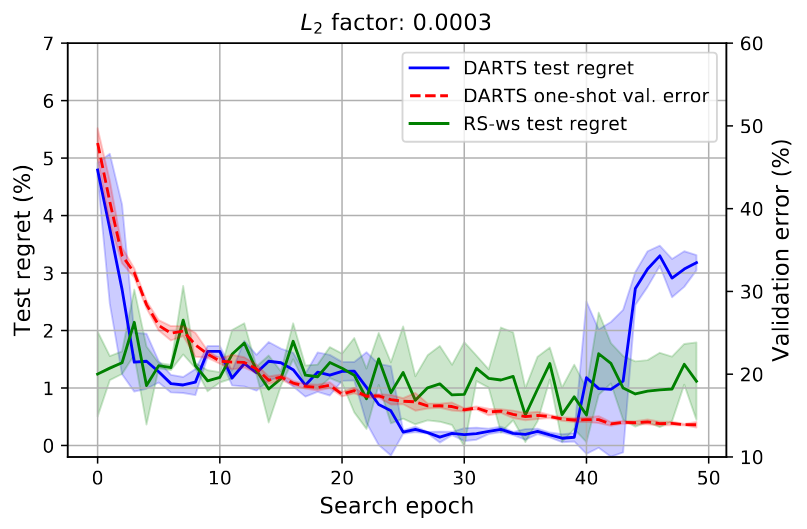 L₂ factor: 0.0003
DARTS test regret
DARTS one-shot val. error
RS-ws test regret
Test regret (%)
7
6
5
4
3
2
1
0
60
50
40
30
20
10
Validation error (%)
0 10 20 30 40 50
Search epoch